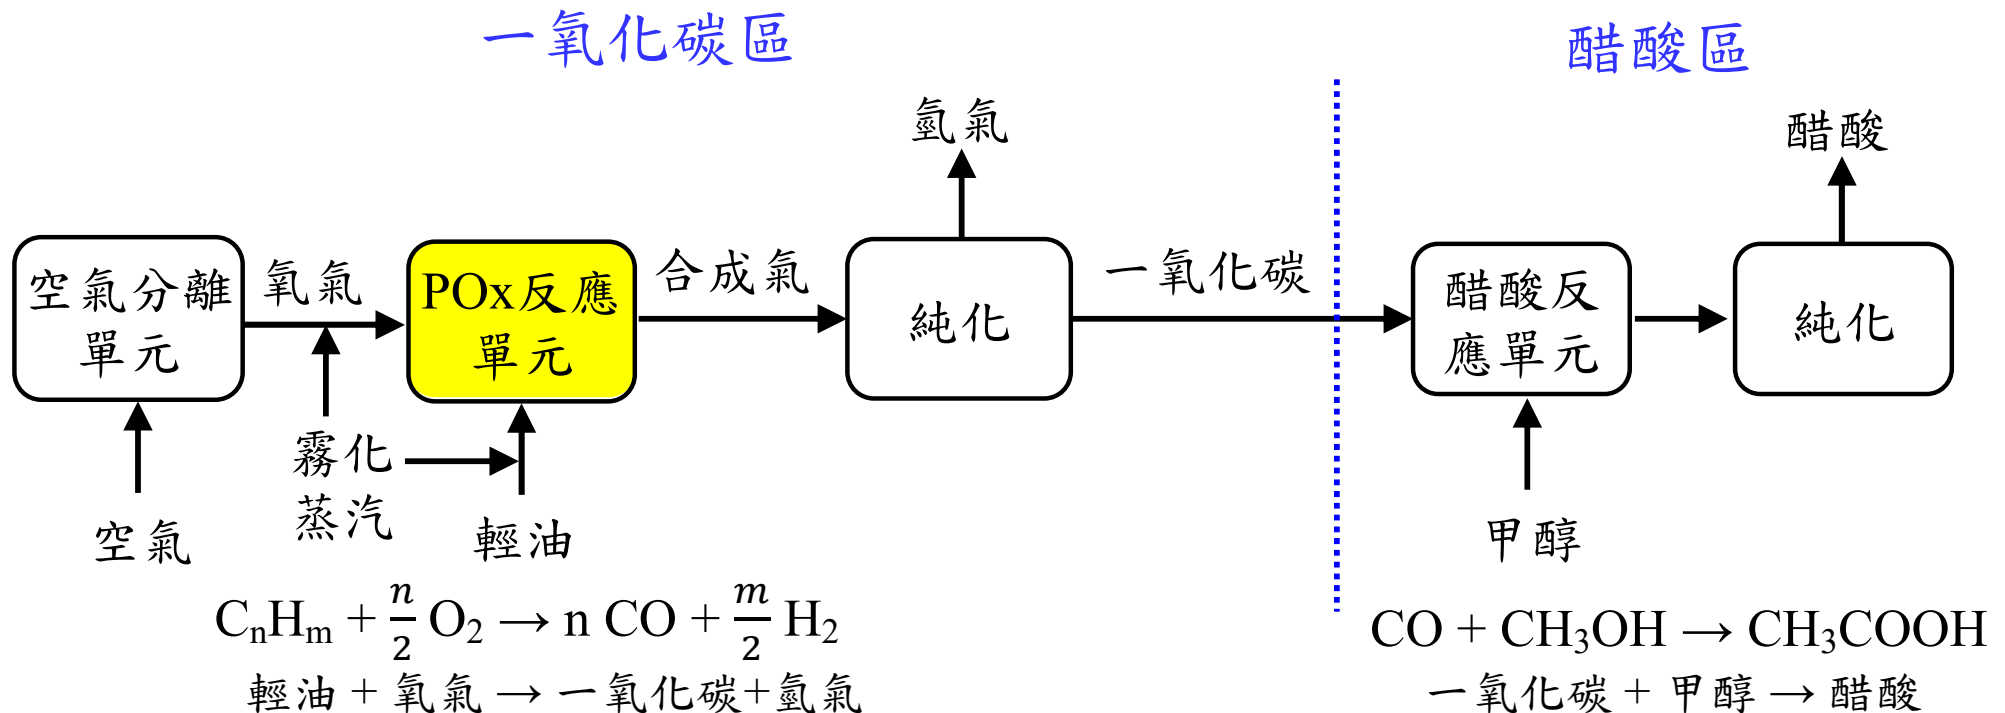 一氧化碳區
醋酸區
氫氣
醋酸
空氣分離
單元
氧氣
POx反應
單元
合成氣
純化
一氧化碳
醋酸反
應單元
純化
霧化
蒸汽
空氣
輕油
甲醇
CₙHₘ + n/2 O₂ → n CO + m/2 H₂
輕油 + 氧氣 → 一氧化碳+氫氣
CO + CH₃OH → CH₃COOH
一氧化碳 + 甲醇 → 醋酸